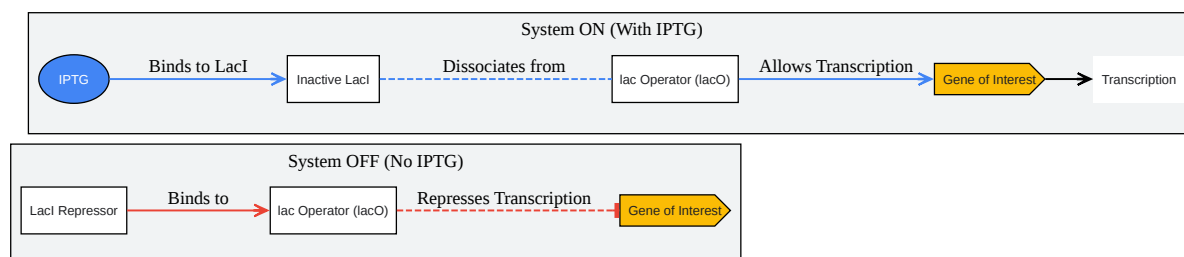 System ON (With IPTG)
IPTG
Binds to LacI
Inactive LacI
Dissociates from
lac Operator (lacO)
Allows Transcription
Gene of Interest
Transcription
System OFF (No IPTG)
LacI Repressor
Binds to
lac Operator (lacO)
Represses Transcription
Gene of Interest